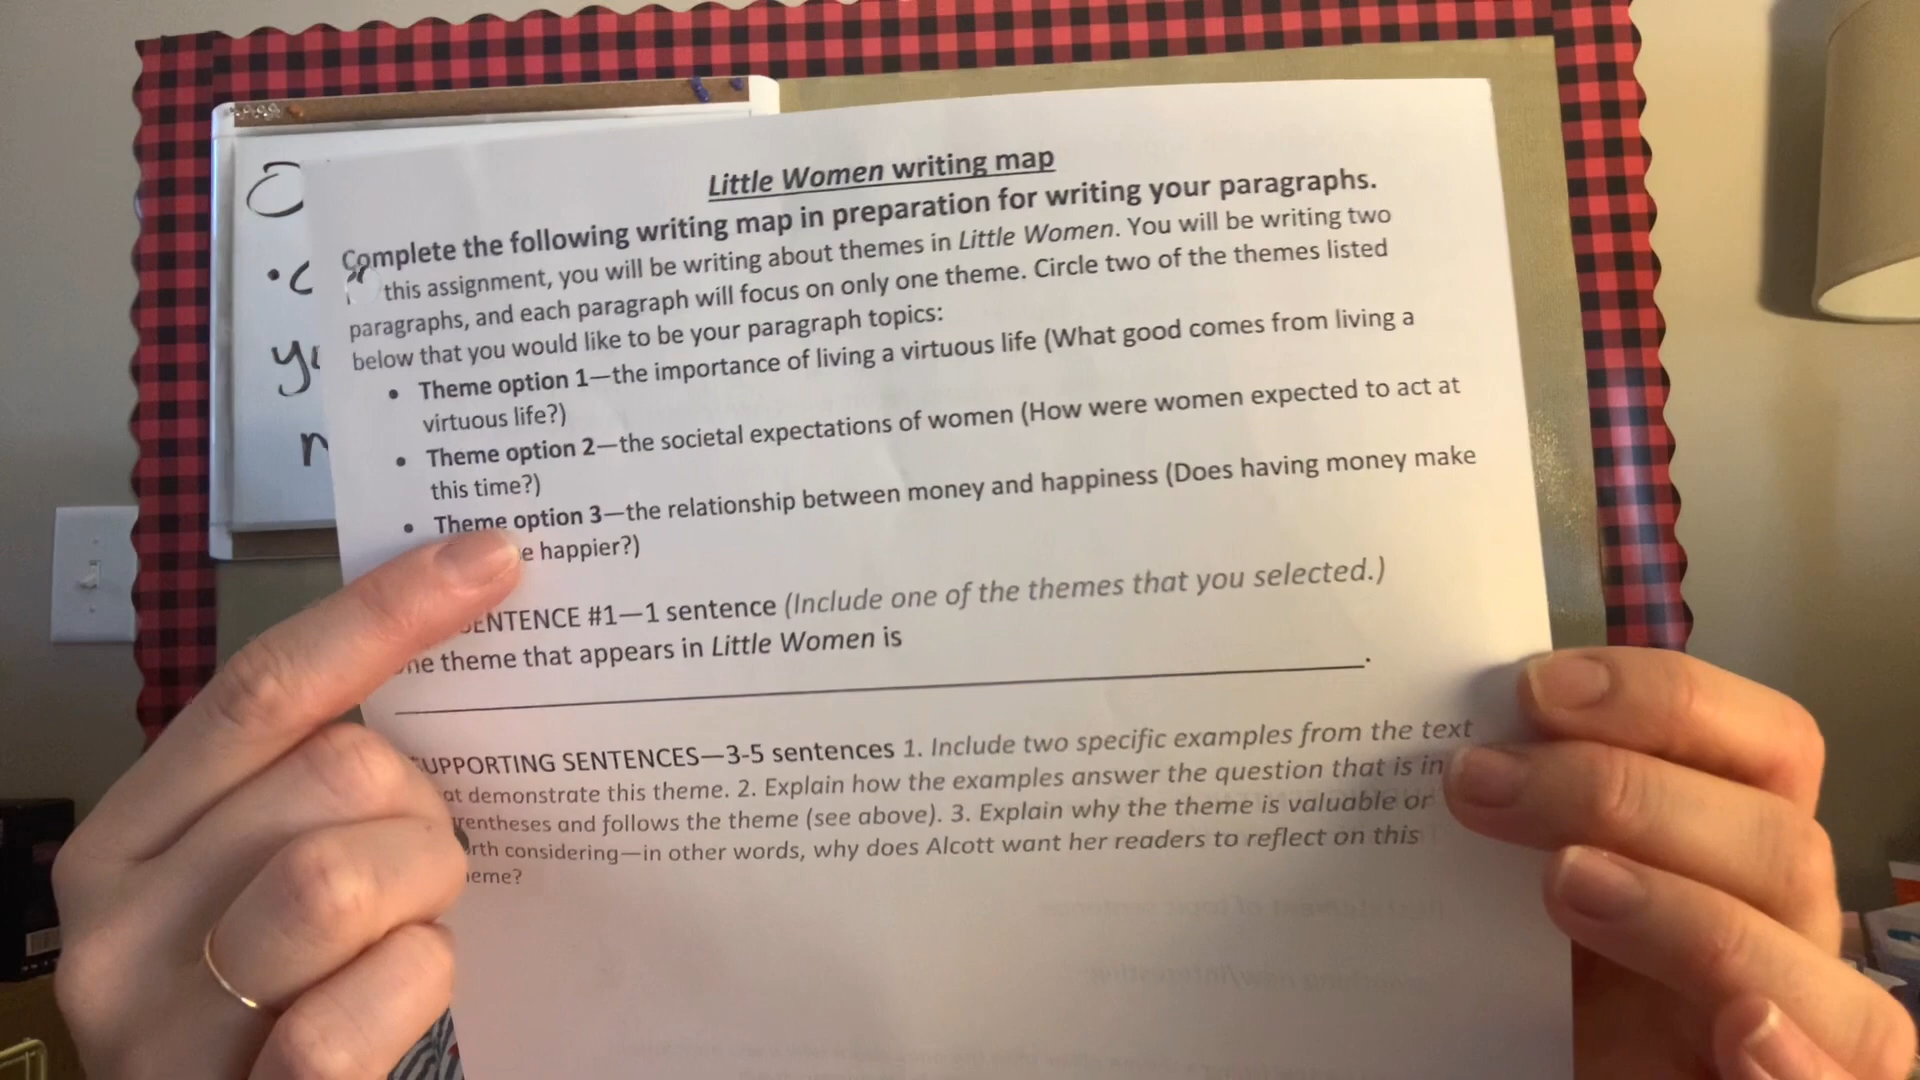 Little Women writing map
Complete the following writing map in preparation for writing your paragraphs.
this assignment, you will be writing about themes in Little Women. You will be writing two
paragraphs, and each paragraph will focus on only one theme. Circle two of the themes listed
below that you would like to be your paragraph topics:
• Theme option 1—the importance of living a virtuous life (What good comes from living a
virtuous life?)
• Theme option 2—the societal expectations of women (How were women expected to act at
this time?)
• Theme option 3—the relationship between money and happiness (Does having money make
happier?)
SENTENCE #1—1 sentence (Include one of the themes that you selected.)
theme that appears in Little Women is
.
SUPPORTING SENTENCES—3-5 sentences 1. Include two specific examples from the text
demonstrate this theme. 2. Explain how the examples answer the question that is in
and follows the theme (see above). 3. Explain why the theme is valuable or
considering—in other words, why does Alcott want her readers to reflect on this